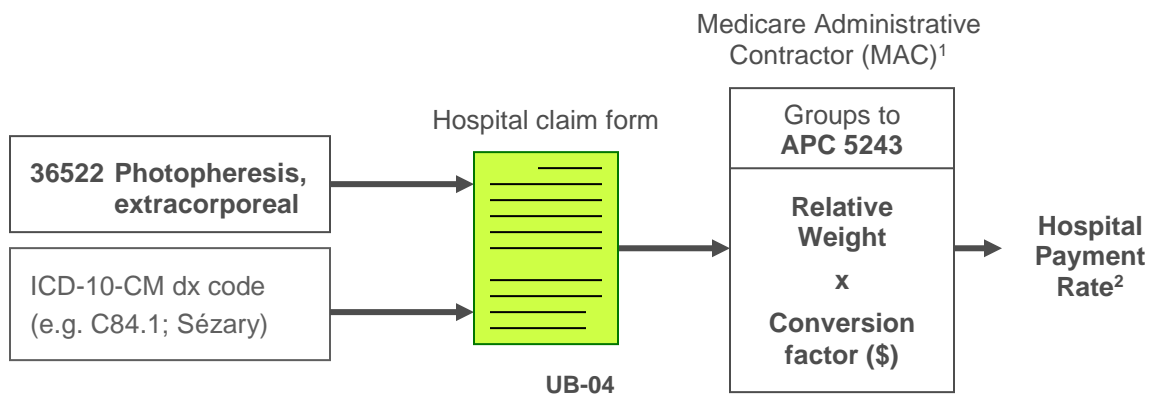 Medicare Administrative
Contractor (MAC)1
Hospital claim form
36522 Photopheresis,
extracorporeal
ICD-10-CM dx code
(e.g. C84.1; Sézary)
UB-04
Groups to
APC 5243
Relative
Weight
x
Conversion
factor ($)
Hospital
Payment
Rate2